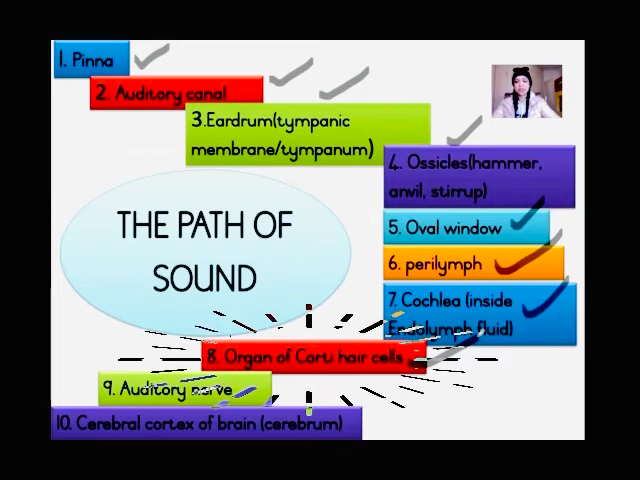 1. Pinna
2. Auditory canal
3.Eardrum(tympanic
membrane/tympanum)
4. Ossicles(hammer,
anvil, stirrup)
THE PATH OF
SOUND
5. Oval window
6. perilymph
7. Cochlea (inside
Endolymph fluid)
8. Organ of Corti hair cells
9. Auditory nerve
10. Cerebral cortex of brain (cerebrum)